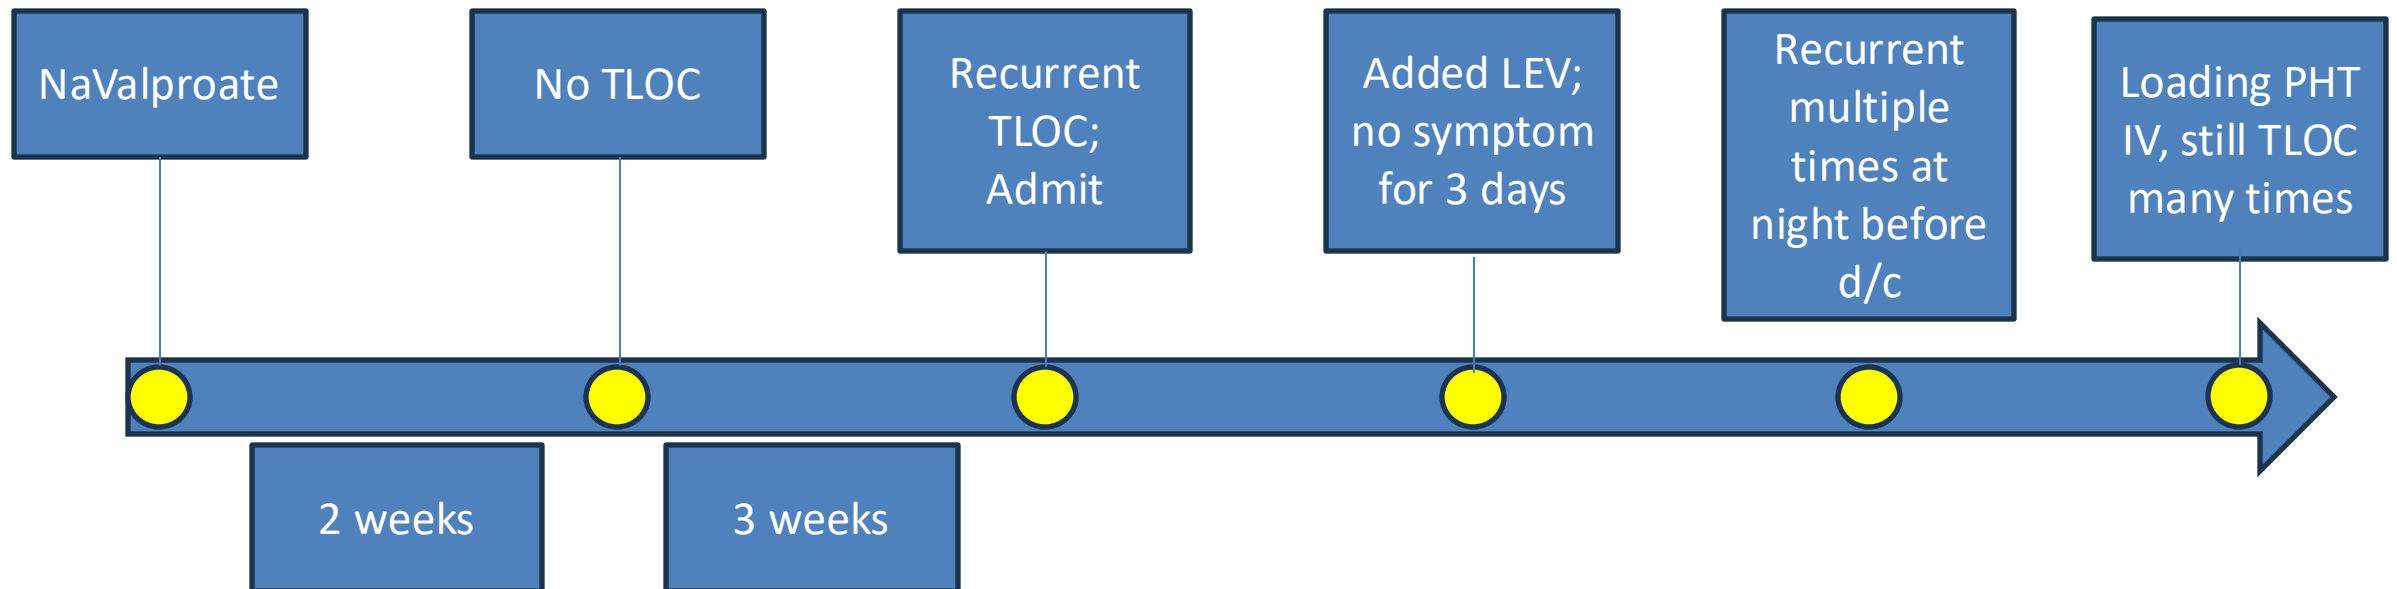 NaValproate
No TLOC
Recurrent
TLOC;
Admit
Added LEV;
no symptom
for 3 days
Recurrent
multiple
times at
night before
d/c
Loading PHT
IV, still TLOC
many times
2 weeks
3 weeks